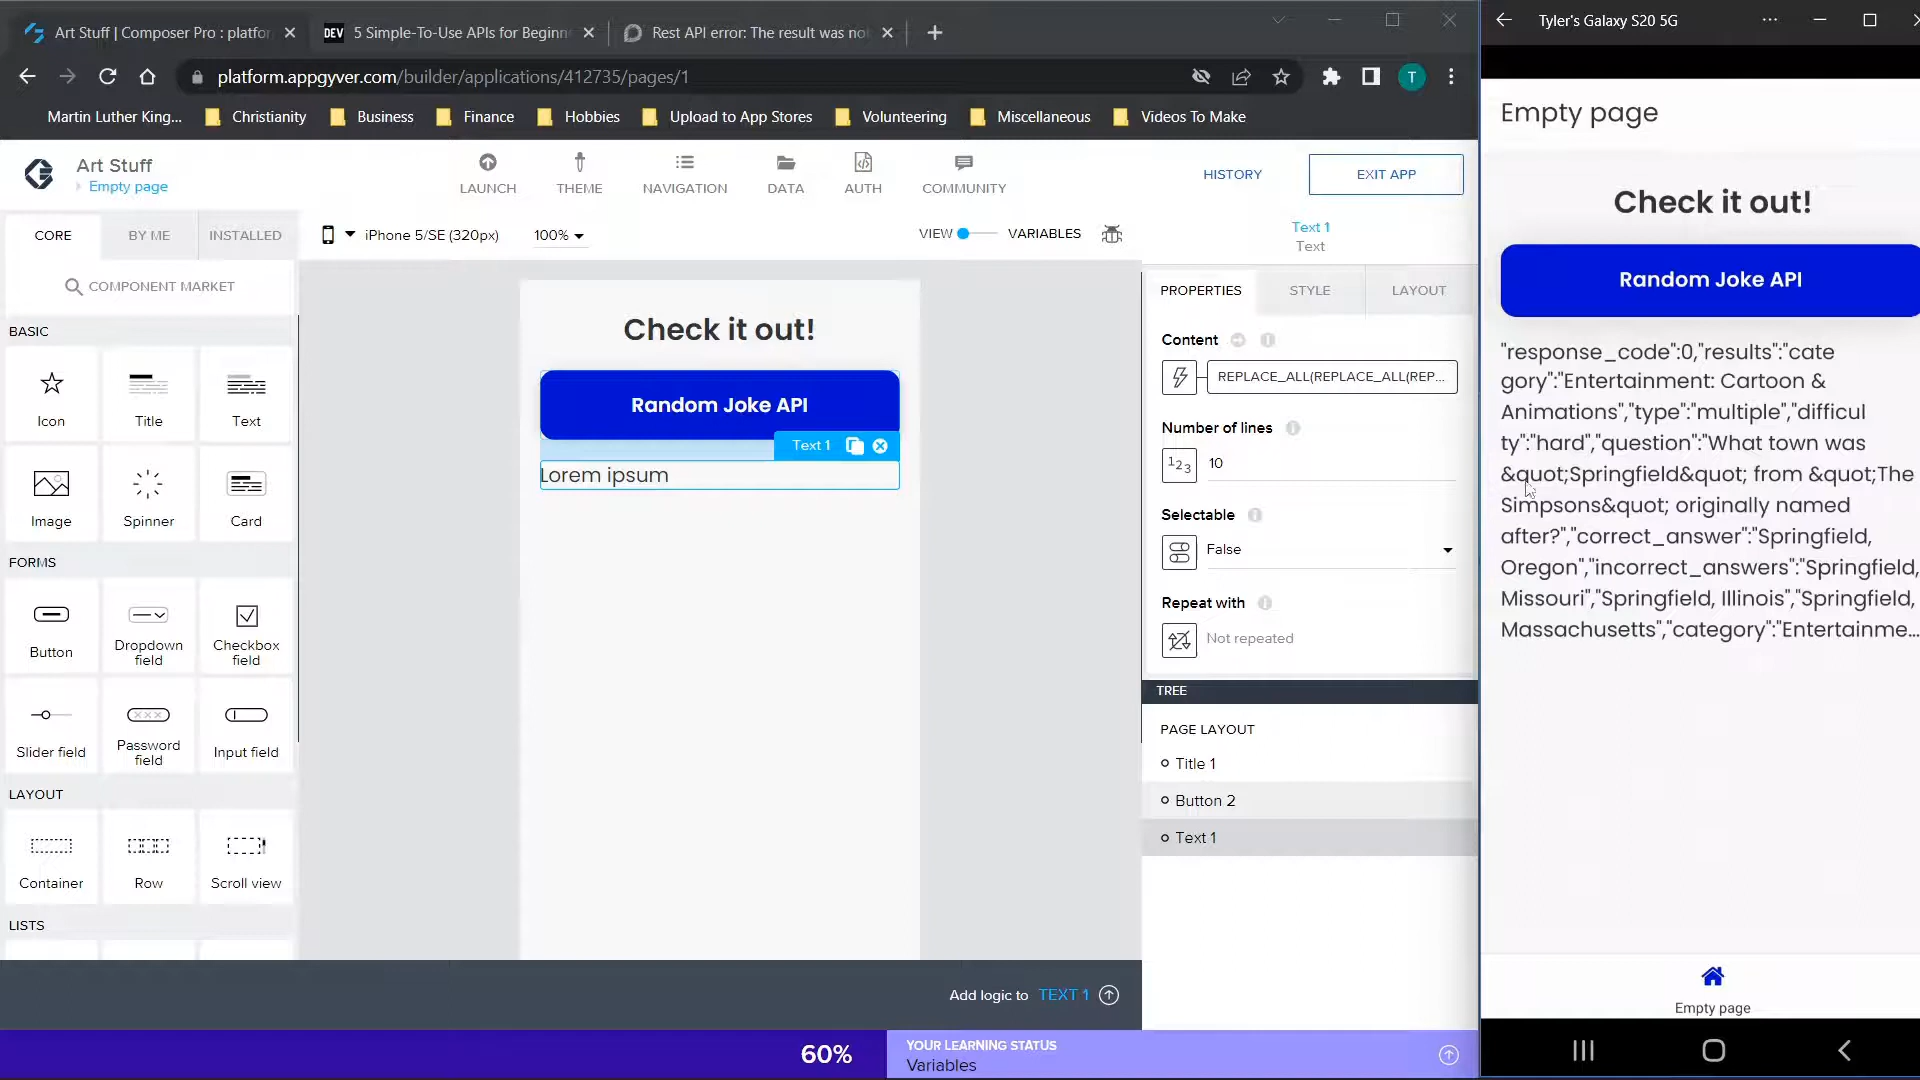 Art Stuff | Composer Pro : platfor
DEV
5 Simple-To-Use APIs for Beginn
Rest API error: The result was no
platform.appgyver.com/builder/applications/412735/pages/1
T
Martin Luther King...
Christianity
Business
Finance
Hobbies
Upload to App Stores
Volunteering
Miscellaneous
Videos To Make
Art Stuff
Empty page
LAUNCH
THEME
NAVIGATION
DATA
AUTH
COMMUNITY
HISTORY
EXIT APP
CORE
BY ME
INSTALLED
COMPONENT MARKET
BASIC
Icon
Title
Text
Image
Spinner
Card
FORMS
Button
Dropdown
field
Checkbox
field
Slider field
Password
field
Input field
LAYOUT
Container
Row
Scroll view
LISTS
iPhone 5/SE (320px)
100%
VIEW
VARIABLES
Check it out!
Random Joke API
Text 1
Lorem ipsum
Add logic to TEXT 1
60%
YOUR LEARNING STATUS
Variables
Text 1
Text
PROPERTIES
STYLE
LAYOUT
Content
REPLACE_ALL(REPLACE_ALL(REP...
Number of lines
123
10
Selectable
False
Repeat with
Not repeated
TREE
PAGE LAYOUT
Title 1
Button 2
Text 1
Tyler's Galaxy S20 5G
Empty page
Check it out!
Random Joke API
"response_code":0,"results":"cate
gory":"Entertainment: Cartoon &
Animations","type":"multiple","difficul
ty":"hard","question":"What town was
&quot;Springfield&quot; from &quot;The
Simpsons&quot; originally named
after?","correct_answer":"Springfield,
Oregon","incorrect_answers":"Springfield,
Missouri","Springfield, Illinois","Springfield,
Massachusetts","category":"Entertainme...
Empty page